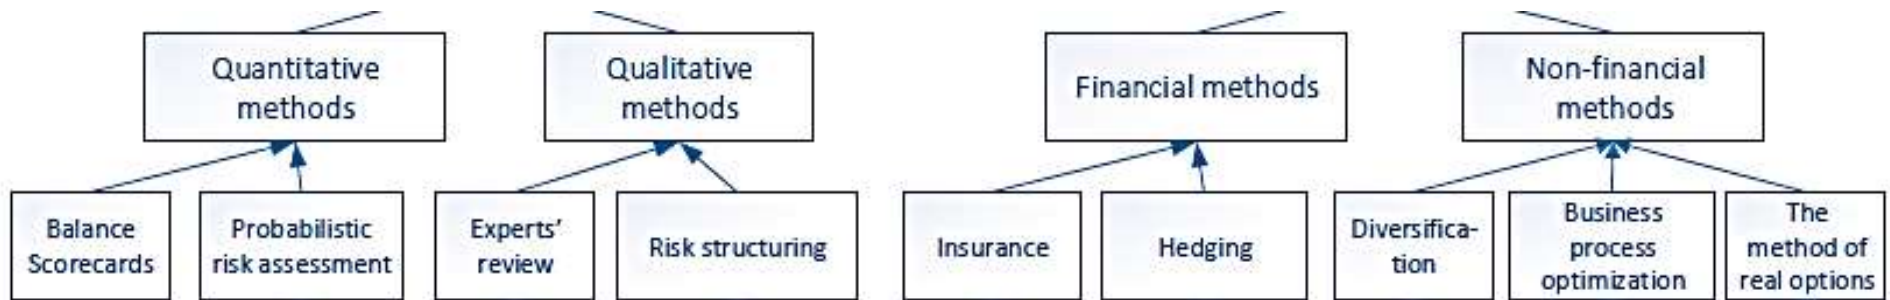 Quantitative
methods
Qualitative
methods
Financial methods
Non-financial
methods
Balance
Scorecards
Probabilistic
risk assessment
Experts’
review
Risk structuring
Insurance
Hedging
Diversifica-
tion
Business
process
optimization
The
method of
real options